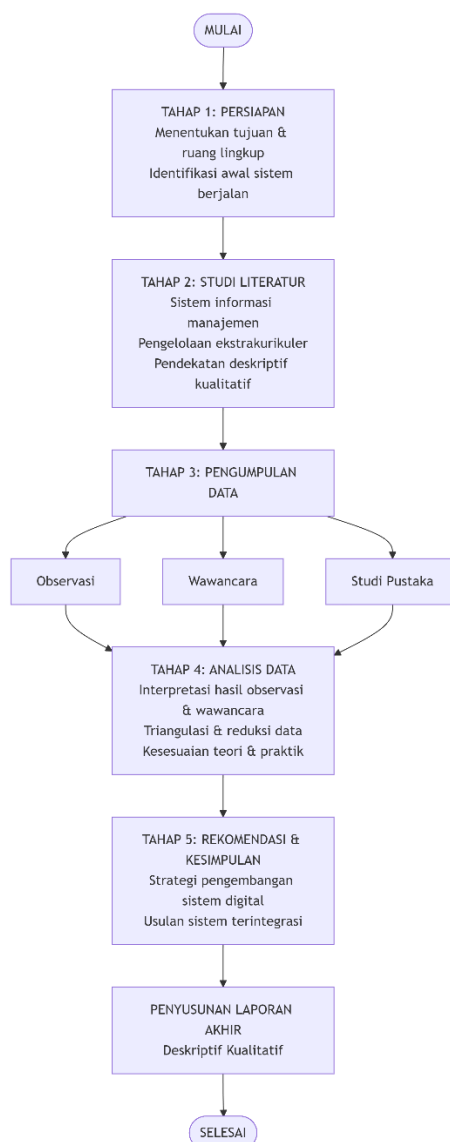 MULAI
TAHAP 1: PERSIAPAN
Menentukan tujuan &
ruang lingkup
Identifikasi awal sistem
berjalan
TAHAP 2: STUDI LITERATUR
Sistem informasi
manajemen
Pengelolaan ekstrakurikuler
Pendekatan deskriptif
kualitatif
TAHAP 3: PENGUMPULAN
DATA
Observasi
Wawancara
Studi Pustaka
TAHAP 4: ANALISIS DATA
Interpretasi hasil observasi
& wawancara
Triangulasi & reduksi data
Kesesuaian teori & praktik
TAHAP 5: REKOMENDASI &
KESIMPULAN
Strategi pengembangan
sistem digital
Usulan sistem terintegrasi
PENYUSUNAN LAPORAN
AKHIR
Deskriptif Kualitatif
SELESAI